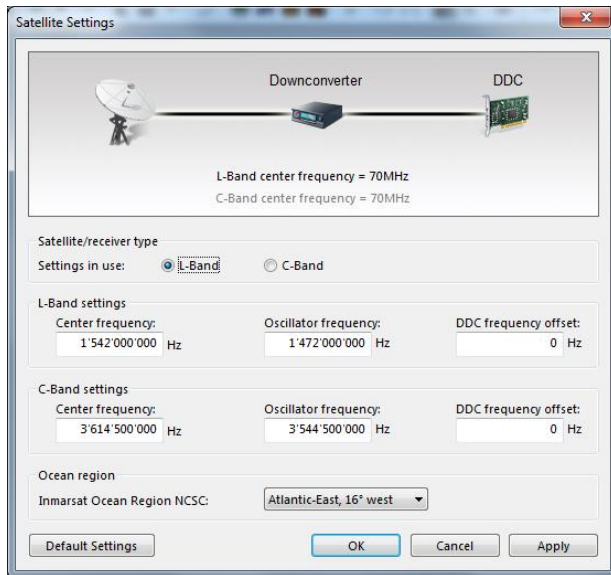 Satellite Settings
Downconverter DDC
L-Band center frequency = 70MHz
C-Band center frequency = 70MHz
Satellite/receiver type
Settings in use: L-Band C-Band
L-Band settings
Center frequency: Oscillator frequency: DDC frequency offset:
1'542'000'000 Hz 1'472'000'000 Hz 0 Hz
C-Band settings
Center frequency: Oscillator frequency: DDC frequency offset:
3'614'500'000 Hz 3'544'500'000 Hz 0 Hz
Ocean region
Inmarsat Ocean Region NCSC: Atlantic-East, 16° west
Default Settings OK Cancel Apply